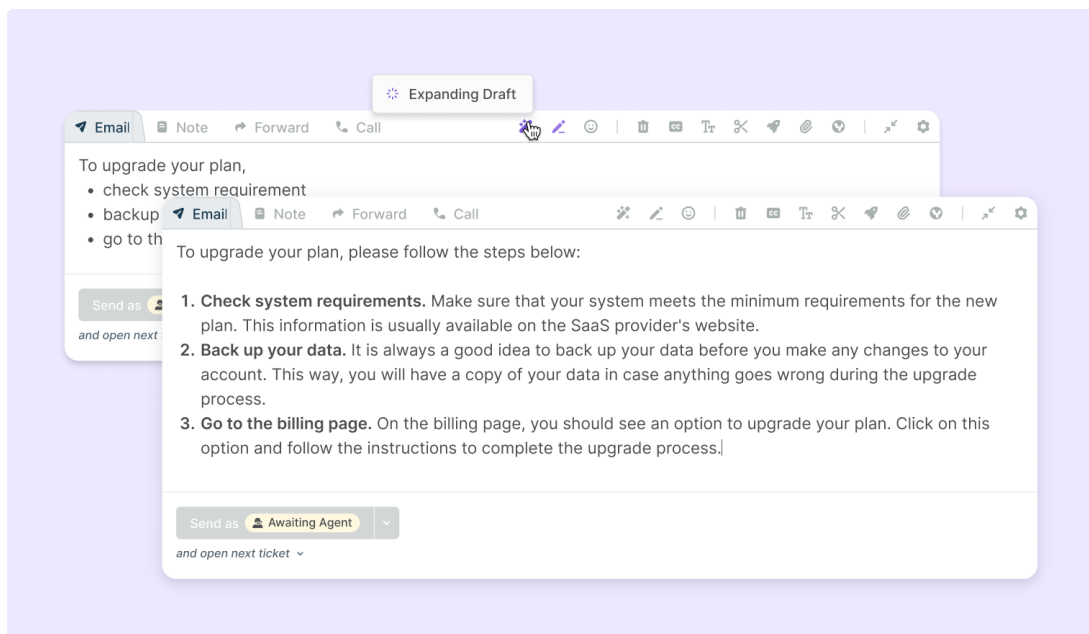 Expanding Draft
Email Note Forward Call
CC Tт
To upgrade your plan,
• check system requirement
• backup
• go to th
Send as
and open next
Email Note Forward Call
CC Tт
To upgrade your plan, please follow the steps below:
1. Check system requirements. Make sure that your system meets the minimum requirements for the new
plan. This information is usually available on the SaaS provider's website.
2. Back up your data. It is always a good idea to back up your data before you make any changes to your
account. This way, you will have a copy of your data in case anything goes wrong during the upgrade
process.
3. Go to the billing page. On the billing page, you should see an option to upgrade your plan. Click on this
option and follow the instructions to complete the upgrade process.
Send as Awaiting Agent
and open next ticket